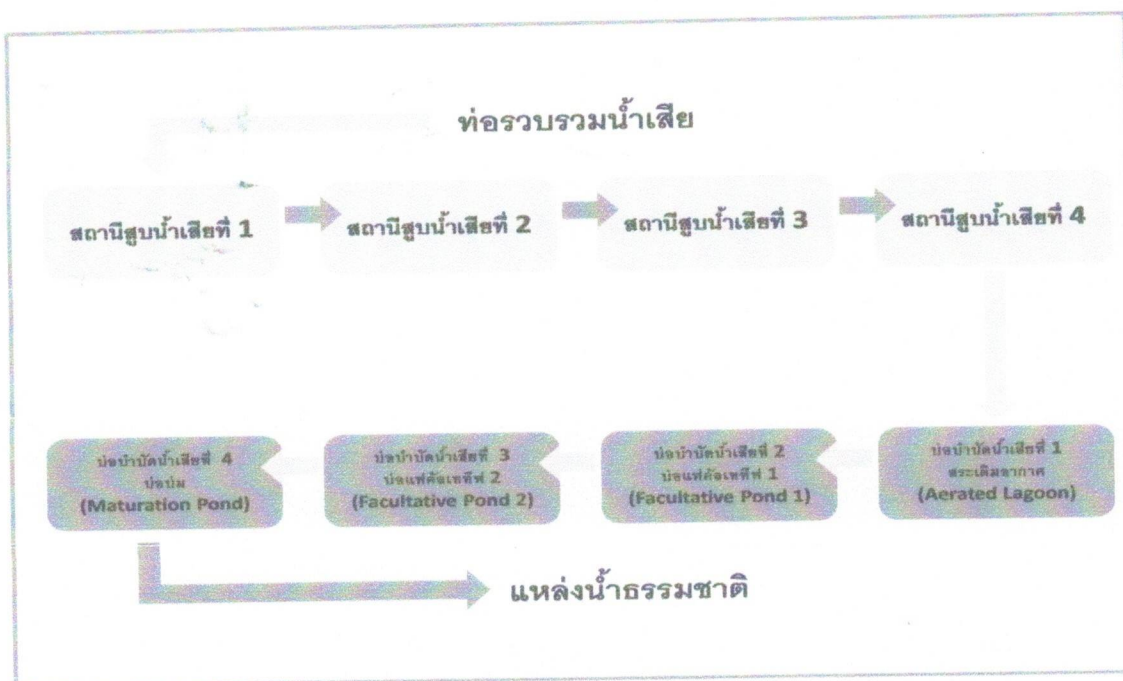 ท่อรวบรวมน้ำเสีย
สถานีสูบน้ำเสียที่ 1
สถานีสูบน้ำเสียที่ 2
สถานีสูบน้ำเสียที่ 3
สถานีสูบน้ำเสียที่ 4
บ่อบำบัดน้ำเสียที่ 4
บ่อบ่ม
(Maturation Pond)
บ่อบำบัดน้ำเสียที่ 3
บ่อแฟคัลเททีฟ 2
(Facultative Pond 2)
บ่อบำบัดน้ำเสียที่ 2
บ่อแฟคัลเททีฟ 1
(Facultative Pond 1)
บ่อบำบัดน้ำเสียที่ 1
สระเติมอากาศ
(Aerated Lagoon)
แหล่งน้ำธรรมชาติ